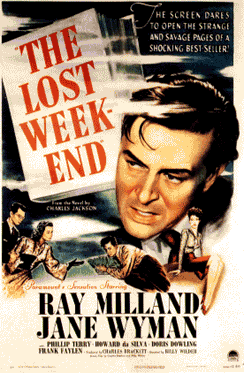 THE SCREEN DARES
TO OPEN THE STRANGE
AND SAVAGE PAGES OF A
SHOCKING BEST-SELLER!
THE
LOST
WEEK-
END
From the Novel by
CHARLES JACKSON
Paramount's Sensation Starring
RAY MILLAND
JANE WYMAN
with PHILLIP TERRY · HOWARD da SILVA · DORIS DOWLING
FRANK FAYLEN · Produced by CHARLES BRACKETT · Directed by BILLY WILDER